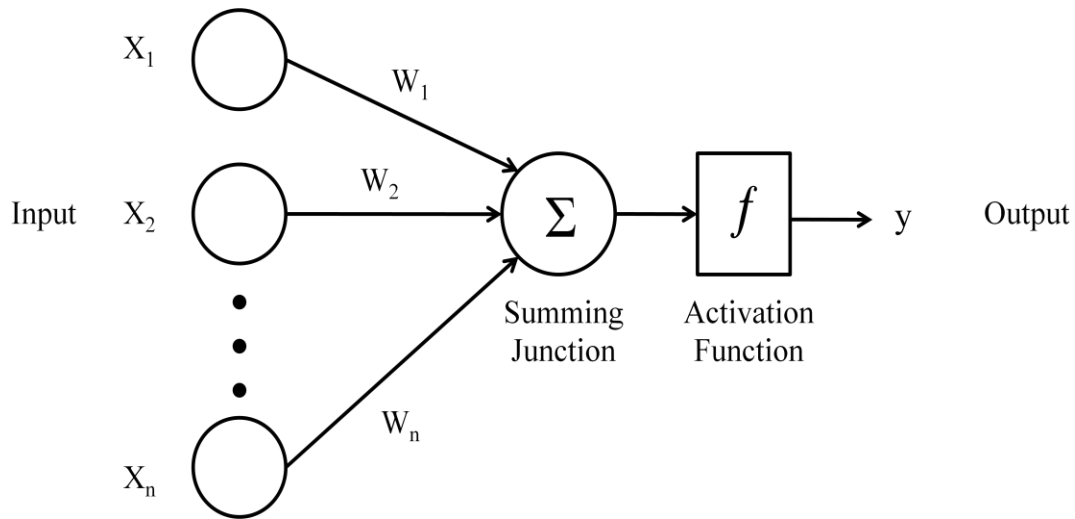 X₁
W₁
Input
X₂
W₂
Σ
f
y
Output
Summing
Junction
Activation
Function
Wₙ
Xₙ